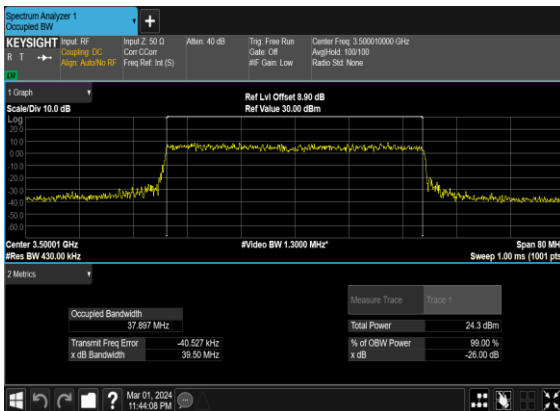 Spectrum Analyzer 1
Occupied BW
+
KEYSIGHT
R T
LV
Input: RF
Coupling: DC
Align: Auto/No RF
Input Z: 50 Ω
Corr CCorr
Freq Ref: Int (S)
Atten: 40 dB
Trig: Free Run
Gate: Off
#IF Gain: Low
Center Freq: 3.500010000 GHz
Avg|Hold: 100/100
Radio Std: None
1 Graph
Scale/Div 10.0 dB
Ref Lvl Offset 8.90 dB
Ref Value 30.00 dBm
Log
20.0
10.0
0.00
-10.0
-20.0
-30.0
-40.0
-50.0
-60.0
Center 3.50001 GHz
#Res BW 430.00 kHz
#Video BW 1.3000 MHz*
Span 80 MH
Sweep 1.00 ms (1001 pts
2 Metrics
Measure Trace Trace 1
Occupied Bandwidth
37.897 MHz
Total Power 24.3 dBm
Transmit Freq Error -40.527 kHz
% of OBW Power 99.00 %
x dB Bandwidth 39.50 MHz
x dB -26.00 dB
?
Mar 01, 2024
11:44:08 PM